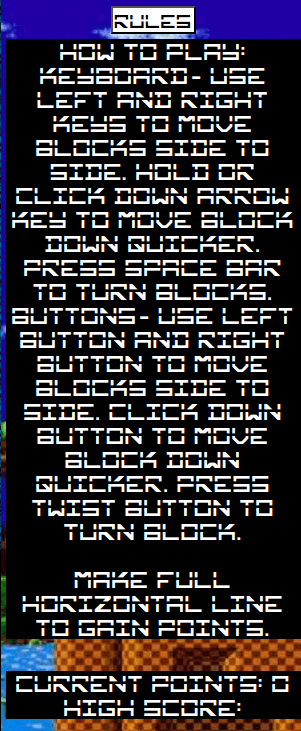 RULES
HOW TO PLAY:
KEYBOARD- USE
LEFT AND RIGHT
KEYS TO MOVE
BLOCKS SIDE TO
SIDE. HOLD OR
CLICK DOWN ARROW
KEY TO MOVE BLOCK
DOWN QUICKER.
PRESS SPACE BAR
TO TURN BLOCKS.
BUTTONS- USE LEFT
BUTTON AND RIGHT
BUTTON TO MOVE
BLOCKS SIDE TO
SIDE. CLICK DOWN
BUTTON TO MOVE
BLOCK DOWN
QUICKER. PRESS
TWIST BUTTON TO
TURN BLOCK.
MAKE FULL
HORIZONTAL LINE
TO GAIN POINTS.
CURRENT POINTS: 0
HIGH SCORE: